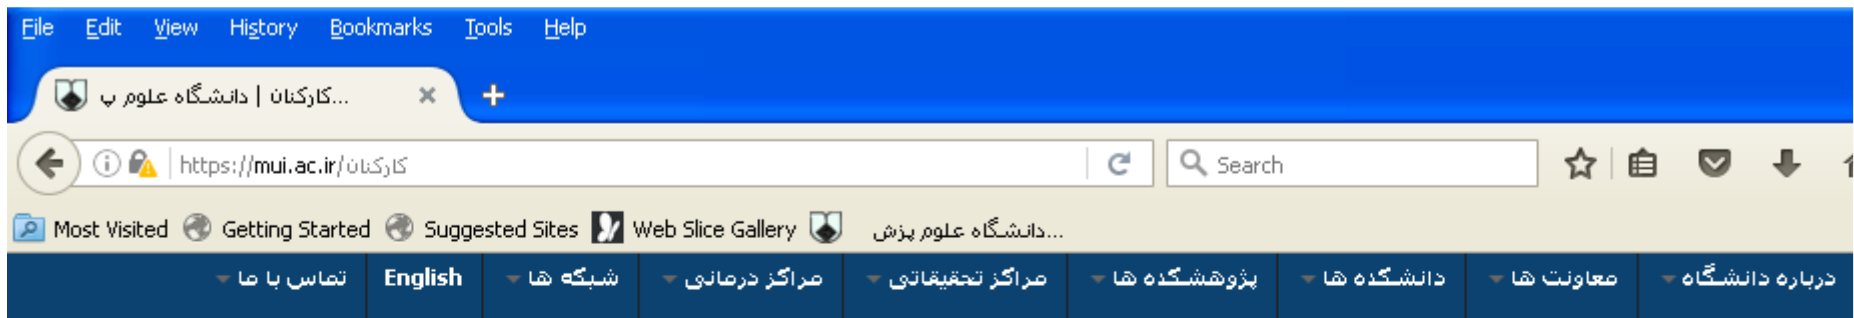 File Edit View History Bookmarks Tools Help
کارکنان | دانشگاه علوم پ...
https://mui.ac.ir/کارکنان Search
Most Visited Getting Started Suggested Sites Web Slice Gallery دانشگاه علوم پزش...
درباره دانشگاه معاونت ها دانشکده ها پژوهشکده ها مراکز تحقیقاتی مراکز درمانی شبکه ها English تماس با ما